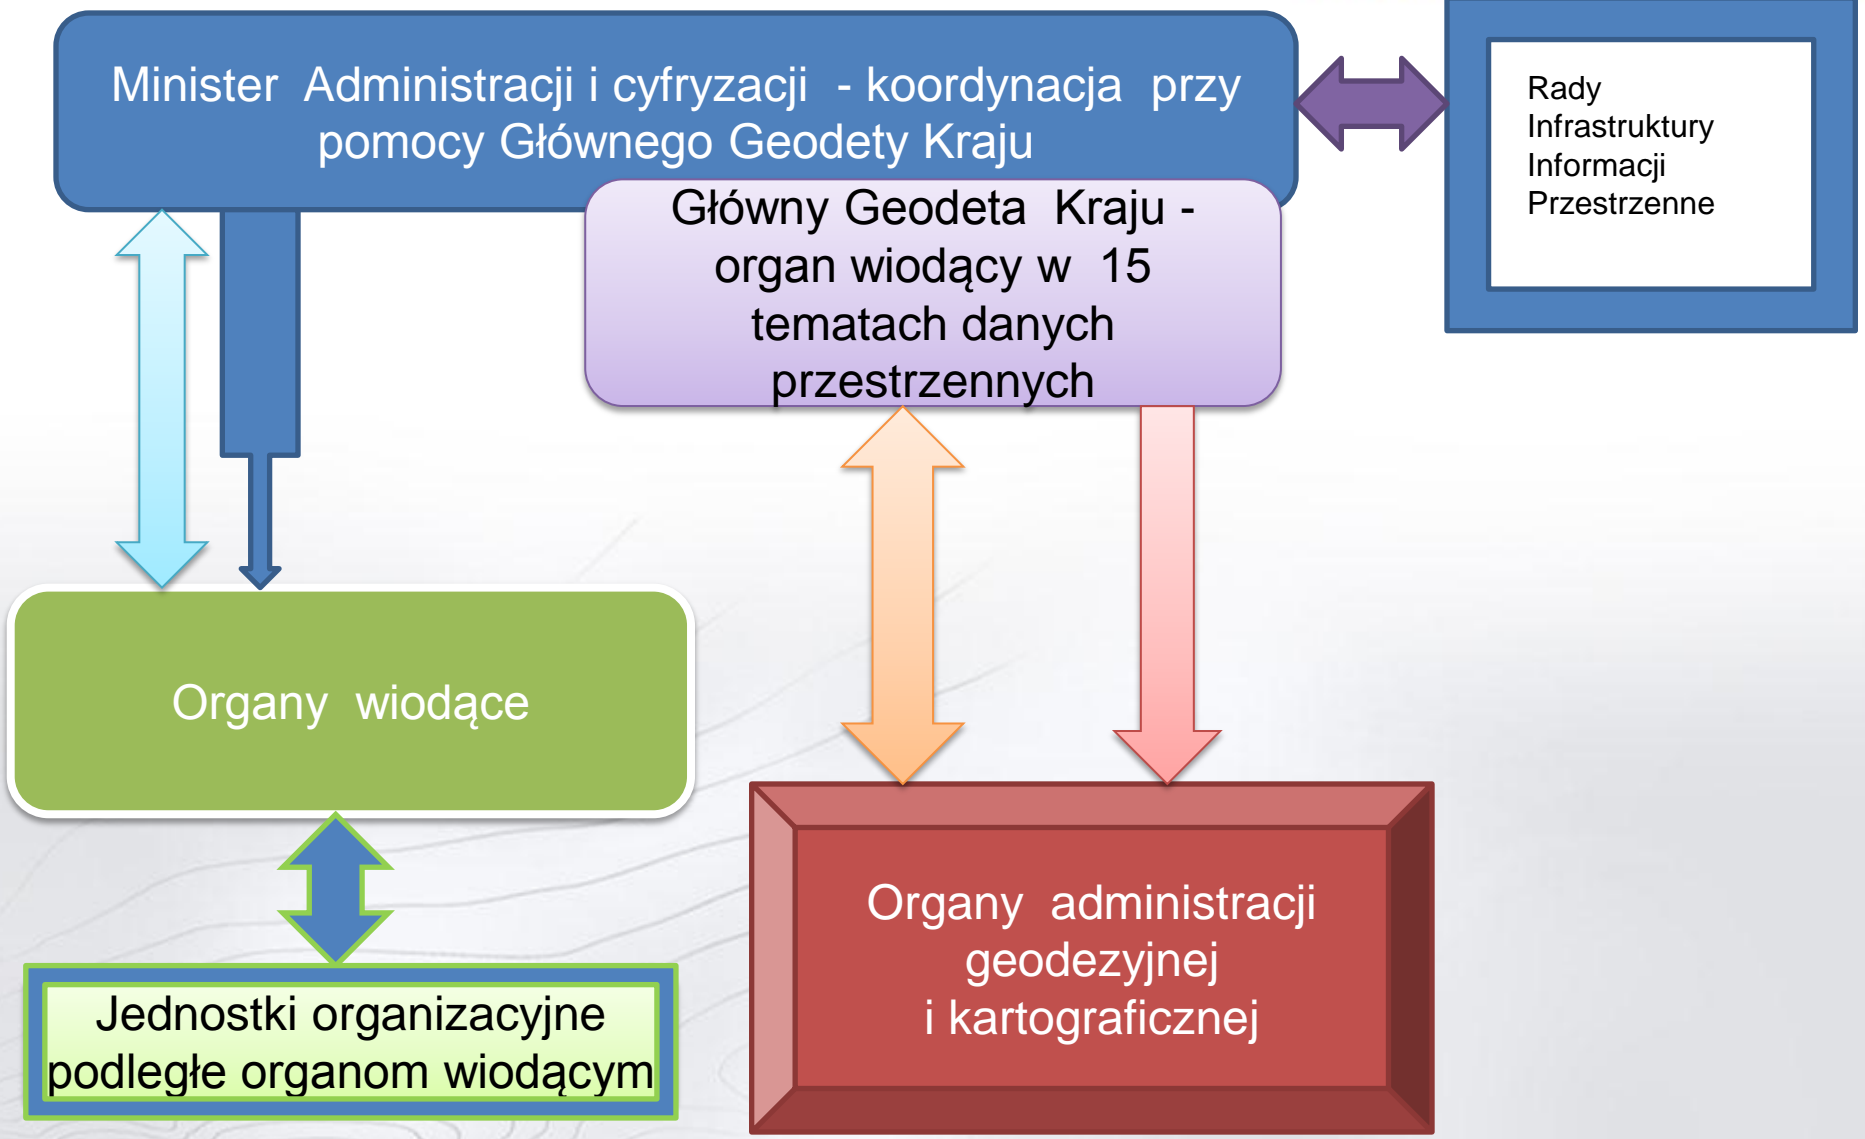 Minister Administracji i cyfryzacji - koordynacja przy
pomocy Głównego Geodety Kraju
Rady
Infrastruktury
Informacji
Przestrzenne
Główny Geodeta Kraju -
organ wiodący w 15
tematach danych
przestrzennych
Organy wiodące
Organy administracji
geodezyjnej
i kartograficznej
Jednostki organizacyjne
podległe organom wiodącym